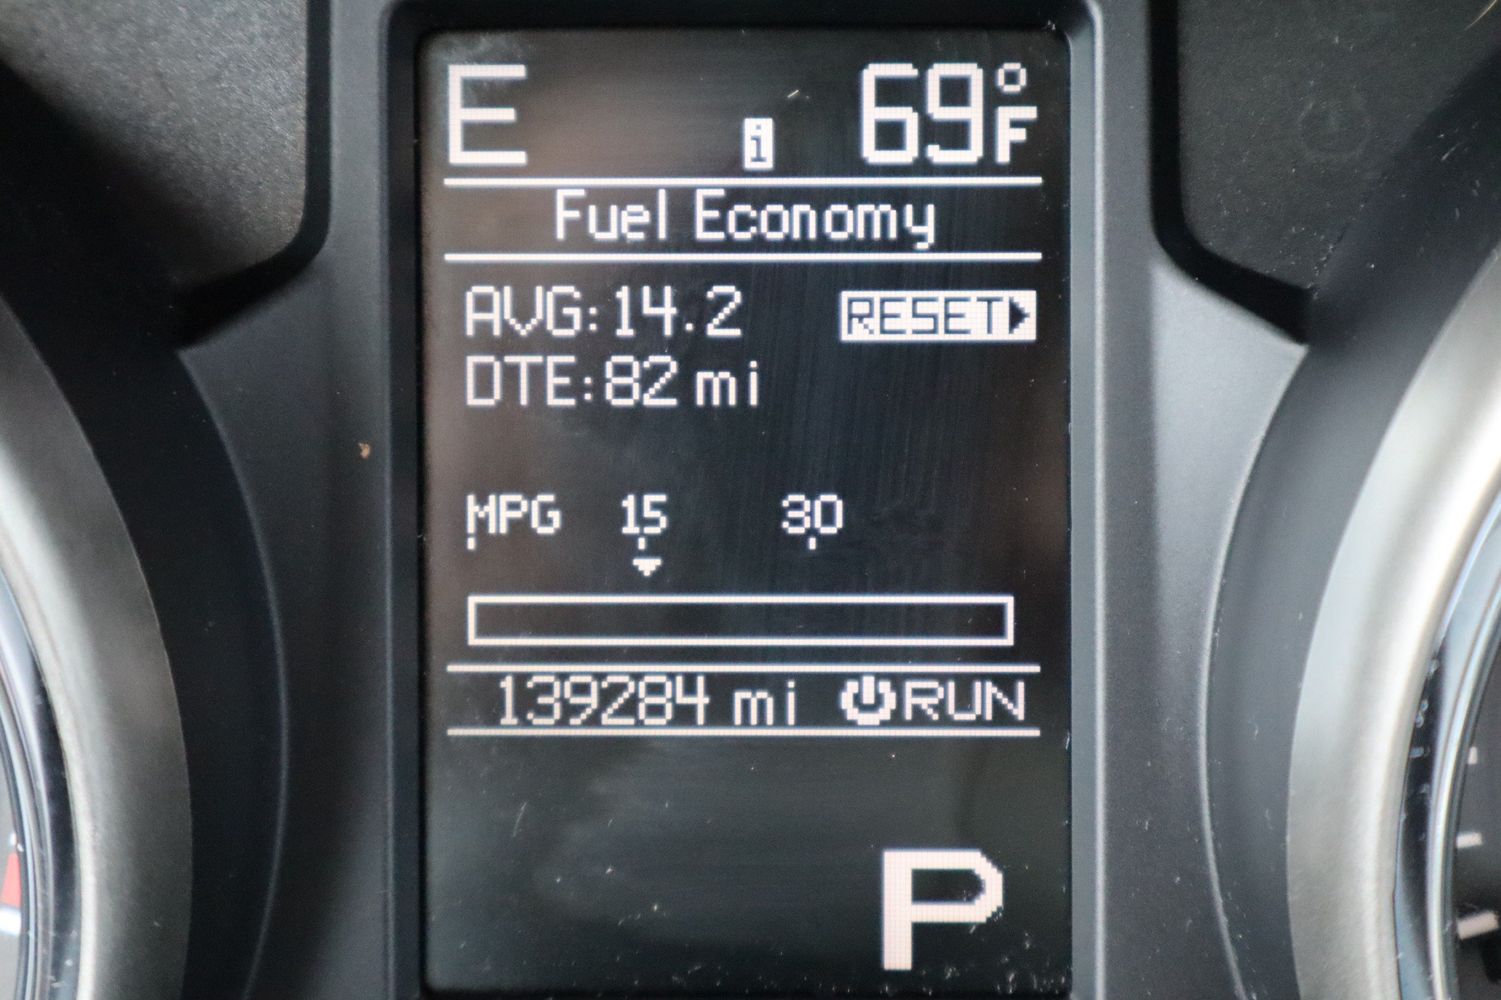 E i 69°F
Fuel Economy
AVG:14.2 RESET
DTE:82 mi
MPG 15 30
139284 mi RUN
P